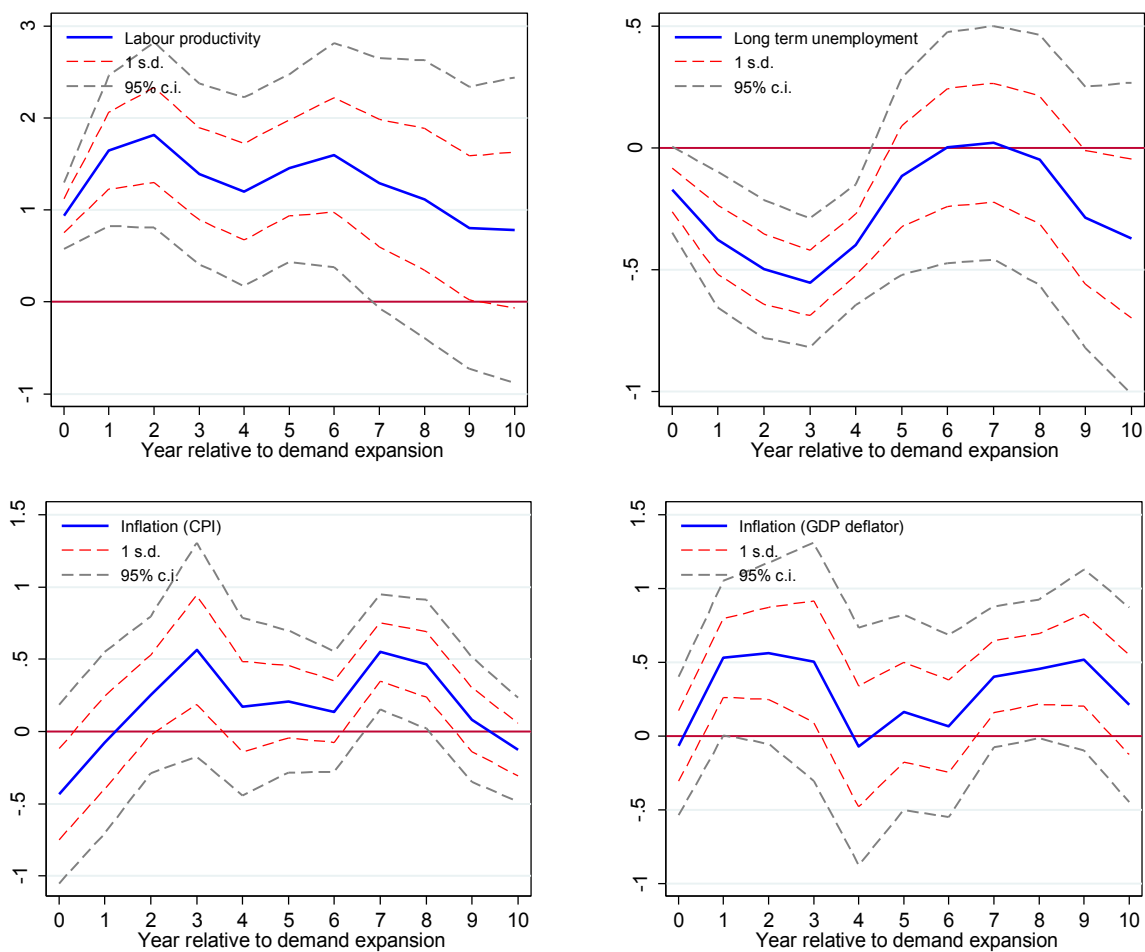 3
2
1
0
-1
Labour productivity
1 s.d.
95% c.i.
0 1 2 3 4 5 6 7 8 9 10
Year relative to demand expansion
.5
0
-.5
-1
Long term unemployment
1 s.d.
95% c.i.
0 1 2 3 4 5 6 7 8 9 10
Year relative to demand expansion
1.5
1
.5
0
-.5
-1
Inflation (CPI)
1 s.d.
95% c.i.
0 1 2 3 4 5 6 7 8 9 10
Year relative to demand expansion
1.5
1
.5
0
-.5
-1
Inflation (GDP deflator)
1 s.d.
95% c.i.
0 1 2 3 4 5 6 7 8 9 10
Year relative to demand expansion